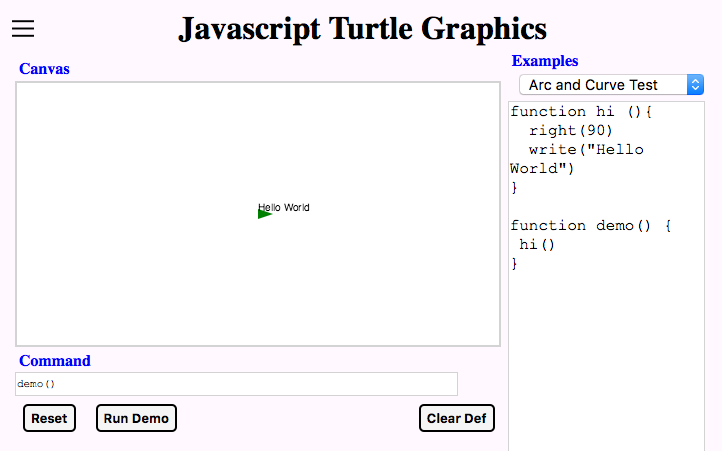 Javascript Turtle Graphics
Canvas
Hello World
Command
demo()
Reset
Run Demo
Clear Def
Examples
Arc and Curve Test
function hi (){
  right(90)
  write("Hello
World")
}

function demo() {
 hi()
}